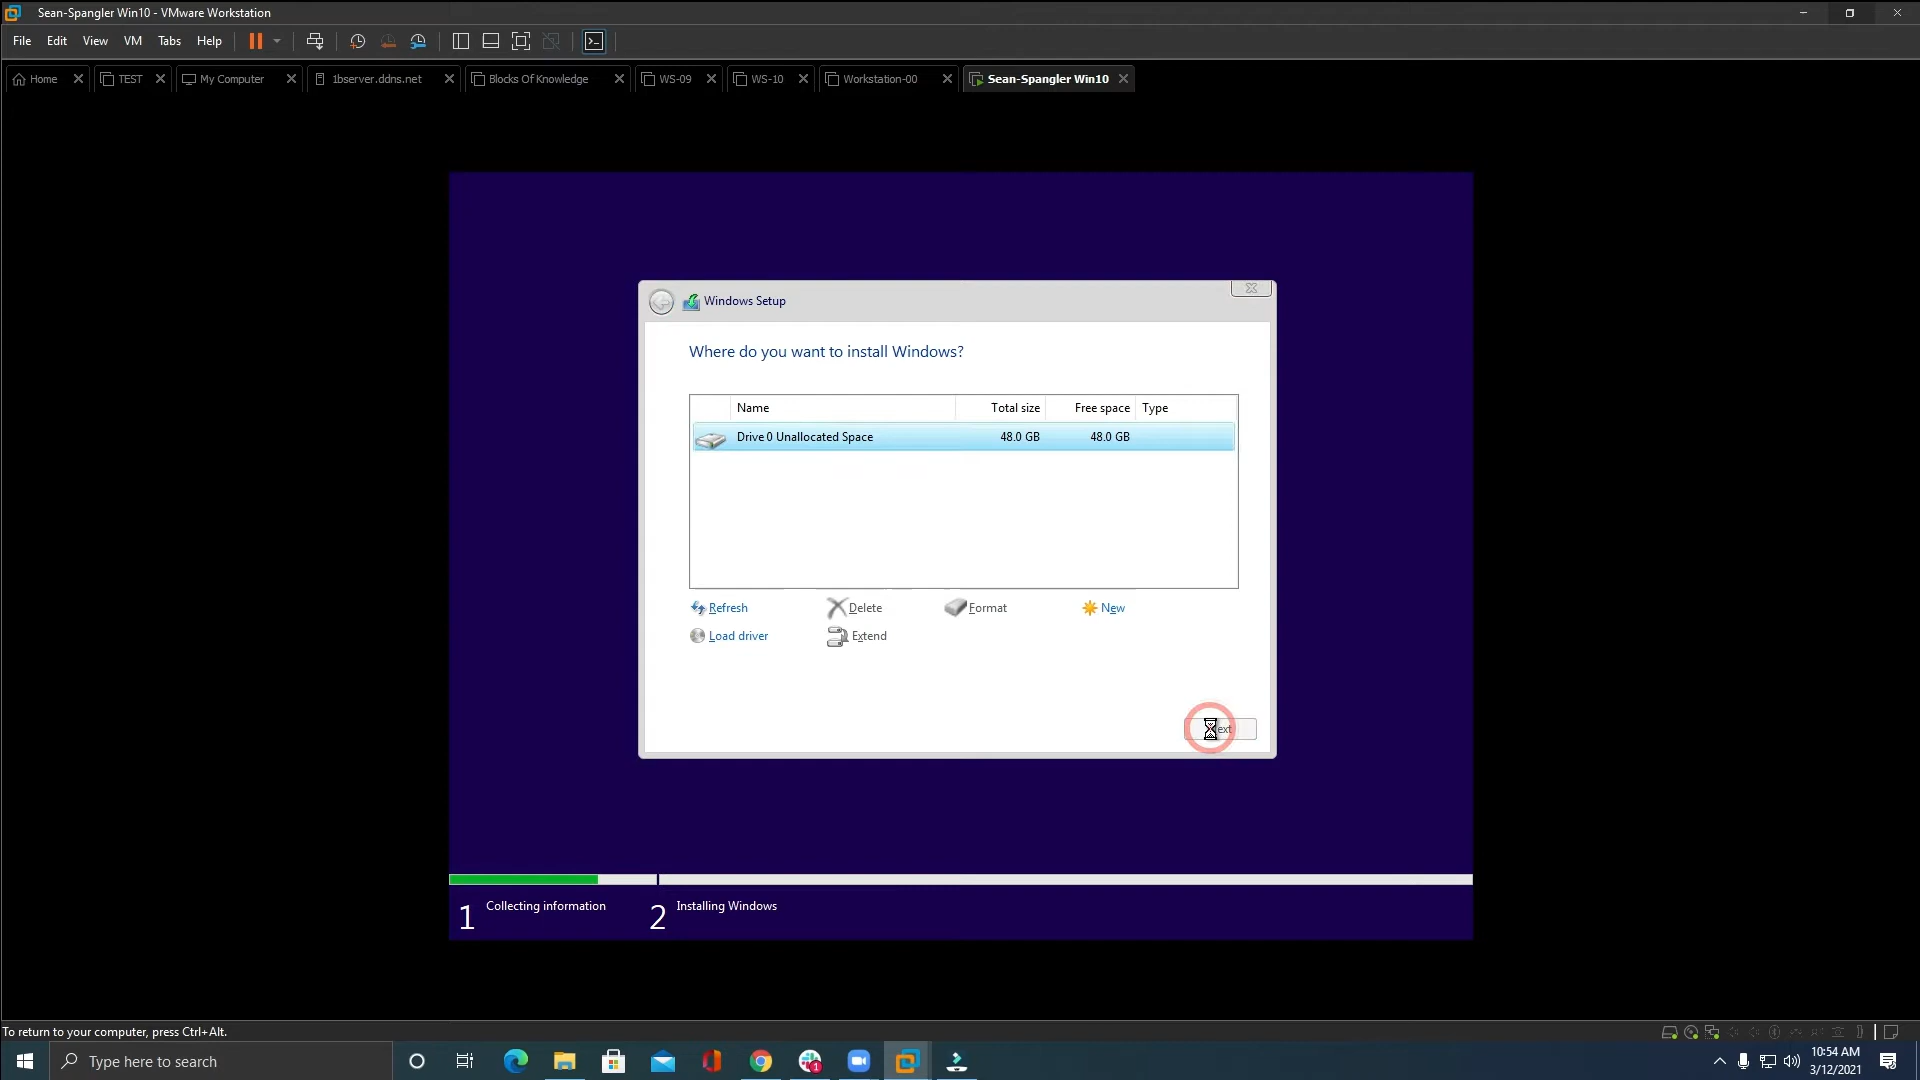 Sean-Spangler Win10 - VMware Workstation
File Edit View VM Tabs Help
Home TEST My Computer 1bserver.ddns.net Blocks Of Knowledge WS-09 WS-10 Workstation-00 Sean-Spangler Win10
Windows Setup
Where do you want to install Windows?
Name Total size Free space Type
Drive 0 Unallocated Space 48.0 GB 48.0 GB
Refresh Delete Format New
Load driver Extend
1 Collecting information 2 Installing Windows
To return to your computer, press Ctrl+Alt.
Type here to search
1
10:54 AM
3/12/2021